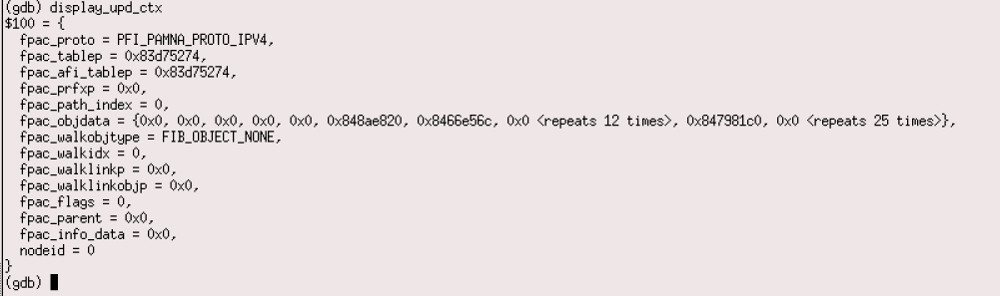 (gdb) display_upd_ctx
$100 = {
  fpac_proto = PFI_PAMNA_PROTO_IPV4,
  fpac_tablep = 0x83d75274,
  fpac_afi_tablep = 0x83d75274,
  fpac_prfxp = 0x0,
  fpac_path_index = 0,
  fpac_objdata = {0x0, 0x0, 0x0, 0x0, 0x0, 0x848ae820, 0x8466e56c, 0x0 <repeats 12 times>, 0x847981c0, 0x0 <repeats 25 times>},
  fpac_walkobjtype = FIB_OBJECT_NONE,
  fpac_walkidx = 0,
  fpac_walklinkp = 0x0,
  fpac_walklinkobjp = 0x0,
  fpac_flags = 0,
  fpac_parent = 0x0,
  fpac_info_data = 0x0,
  nodeid = 0
}
(gdb)